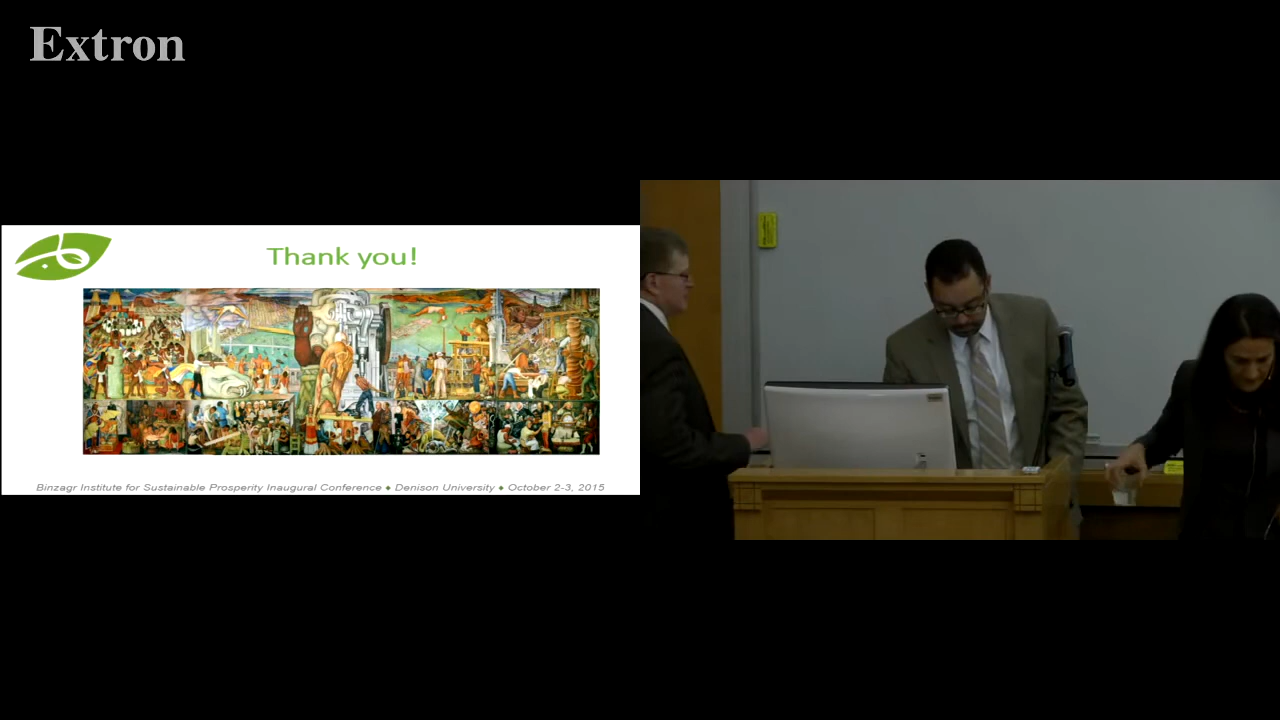 Extron
Thank you!
Binzagr Institute for Sustainable Prosperity Inaugural Conference ♦ Denison University ♦ October 2-3, 2015